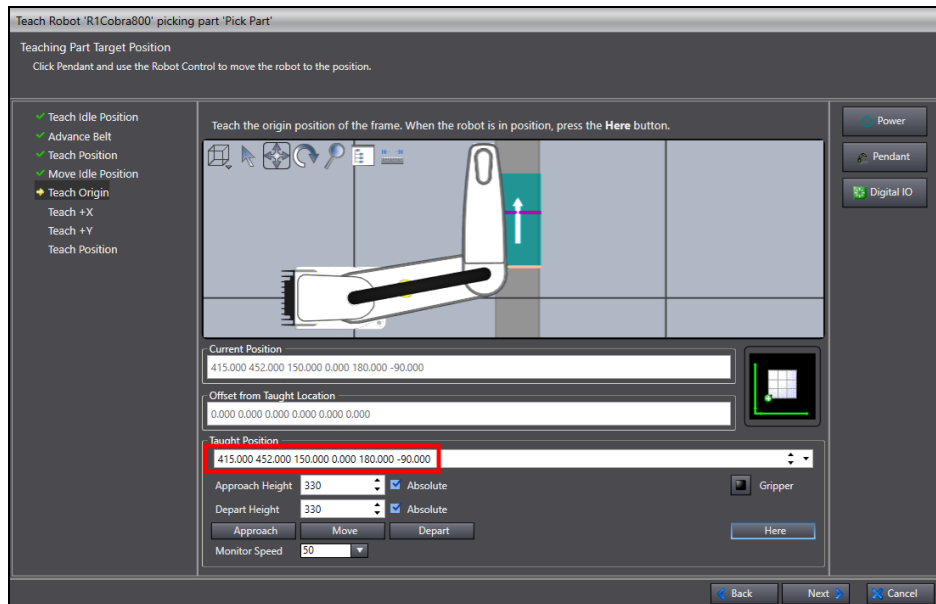 Teach Robot 'R1Cobra800' picking part 'Pick Part'
Teaching Part Target Position
Click Pendant and use the Robot Control to move the robot to the position.
Teach Idle Position
Advance Belt
Teach Position
Move Idle Position
Teach Origin
Teach +X
Teach +Y
Teach Position
Teach the origin position of the frame. When the robot is in position, press the Here button.
Power
Pendant
Digital IO
Current Position
415.000 452.000 150.000 0.000 180.000 -90.000
Offset from Taught Location
0.000 0.000 0.000 0.000 0.000 0.000
Taught Position
415.000 452.000 150.000 0.000 180.000 -90.000
Approach Height 330 Absolute
Gripper
Depart Height 330 Absolute
Approach Move Depart Here
Monitor Speed 50
Back Next Cancel